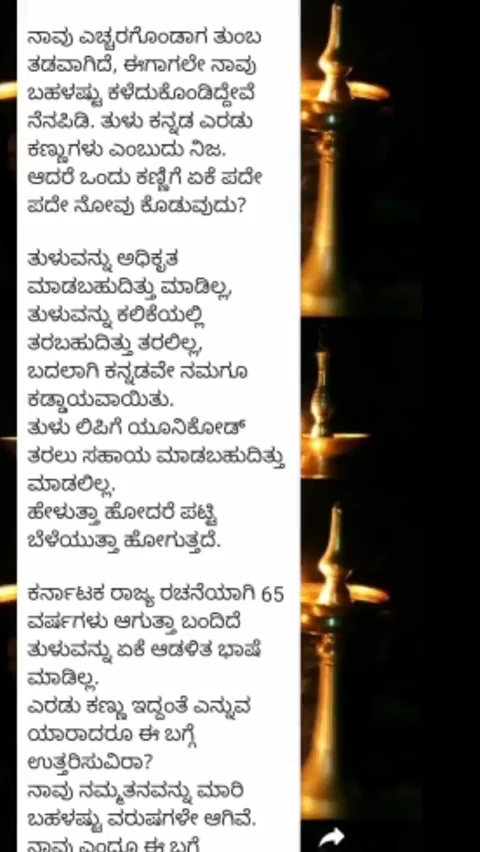 ನಾವು ಎಚ್ಚರಗೊಂಡಾಗ ತುಂಬ
ತಡವಾಗಿದೆ, ಈಗಾಗಲೇ ನಾವು
ಬಹಳಷ್ಟು ಕಳೆದುಕೊಂಡಿದ್ದೇವೆ
ನೆನಪಿಡಿ. ತುಳು ಕನ್ನಡ ಎರಡು
ಕಣ್ಣುಗಳು ಎಂಬುದು ನಿಜ.
ಆದರೆ ಒಂದು ಕಣ್ಣಿಗೆ ಏಕೆ ಪದೇ
ಪದೇ ನೋವು ಕೊಡುವುದು?
ತುಳುವನ್ನು ಅಧಿಕೃತ
ಮಾಡಬಹುದಿತ್ತು ಮಾಡಿಲ್ಲ,
ತುಳುವನ್ನು ಕಲಿಕೆಯಲ್ಲಿ
ತರಬಹುದಿತ್ತು ತರಲಿಲ್ಲ,
ಬದಲಾಗಿ ಕನ್ನಡವೇ ನಮಗೂ
ಕಡ್ಡಾಯವಾಯಿತು.
ತುಳು ಲಿಪಿಗೆ ಯೂನಿಕೋಡ್
ತರಲು ಸಹಾಯ ಮಾಡಬಹುದಿತ್ತು
ಮಾಡಲಿಲ್ಲ.
ಹೇಳುತ್ತಾ ಹೋದರೆ ಪಟ್ಟಿ
ಬೆಳೆಯುತ್ತಾ ಹೋಗುತ್ತದೆ.
ಕರ್ನಾಟಕ ರಾಜ್ಯ ರಚನೆಯಾಗಿ 65
ವರ್ಷಗಳು ಆಗುತ್ತಾ ಬಂದಿದೆ
ತುಳುವನ್ನು ಏಕೆ ಆಡಳಿತ ಭಾಷೆ
ಮಾಡಿಲ್ಲ.
ಎರಡು ಕಣ್ಣು ಇದ್ದಂತೆ ಎನ್ನುವ
ಯಾರಾದರೂ ಈ ಬಗ್ಗೆ
ಉತ್ತರಿಸುವಿರಾ?
ನಾವು ನಮ್ಮತನವನ್ನು ಮಾರಿ
ಬಹಳಷ್ಟು ವರುಷಗಳೇ ಆಗಿವೆ.
ನಾವು ಎಂದೂ ಈ ಬಗ್ಗೆ